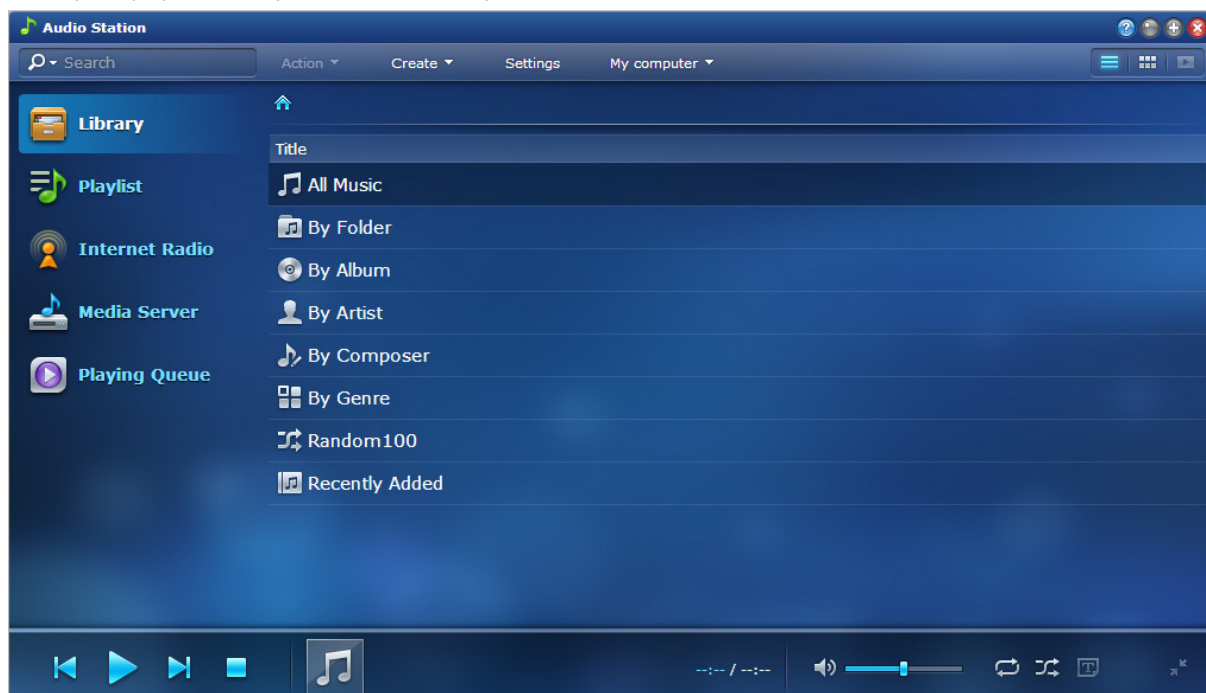 Audio Station
Search Action Create Settings My computer
Library
Playlist
Internet Radio
Media Server
Playing Queue
Title
All Music
By Folder
By Album
By Artist
By Composer
By Genre
Random100
Recently Added
--:-- / --:--